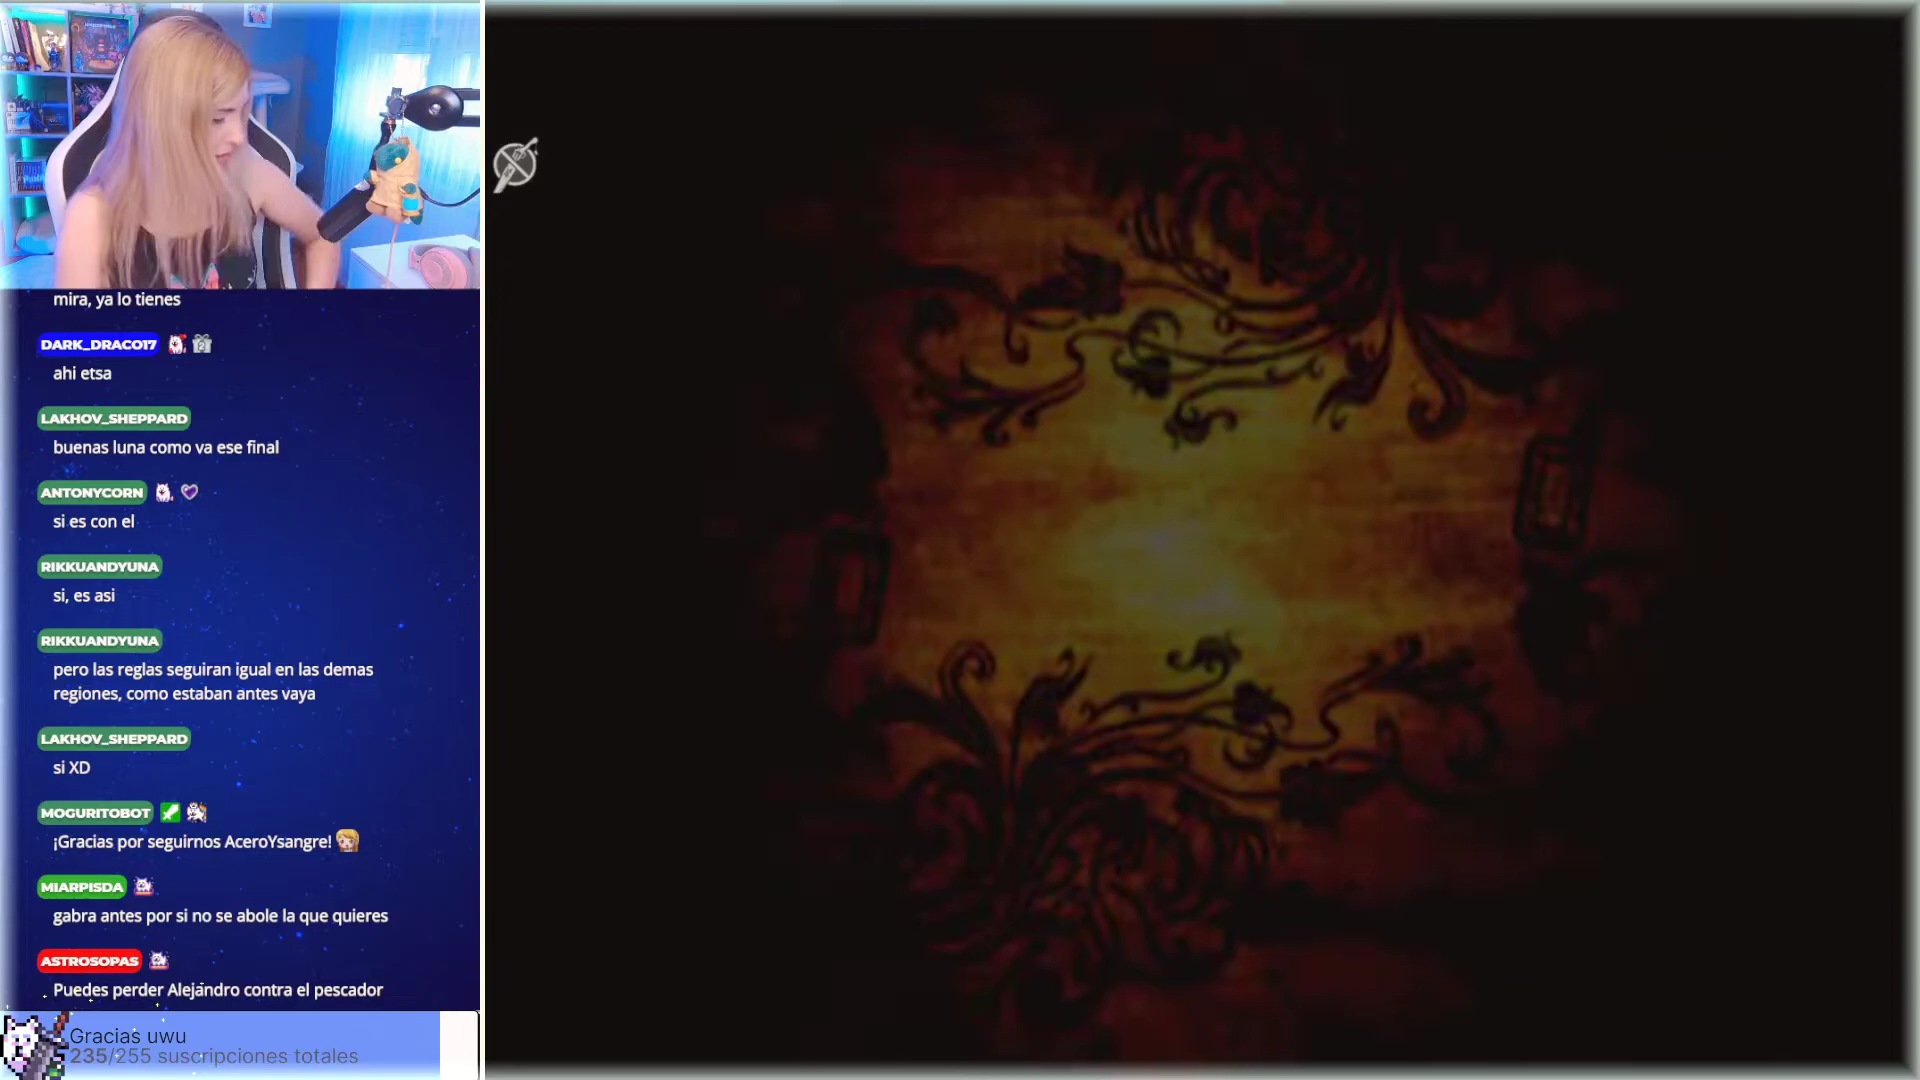 mira, ya lo tienes
DARK_DRACO17
ahi etsa
LAKHOV_SHEPPARD
buenas luna como va ese final
ANTONYCORN
si es con el
RIKKUANDYUNA
si, es asi
RIKKUANDYUNA
pero las reglas seguiran igual en las demas
regiones, como estaban antes vaya
LAKHOV_SHEPPARD
si XD
MOGURITOBOT
¡Gracias por seguirnos AceroYsangre!
MIARPISDA
gabra antes por si no se abole la que quieres
ASTROSOPAS
Puedes perder Alejandro contra el pescador
Gracias uwu
235/255 suscripciones totales